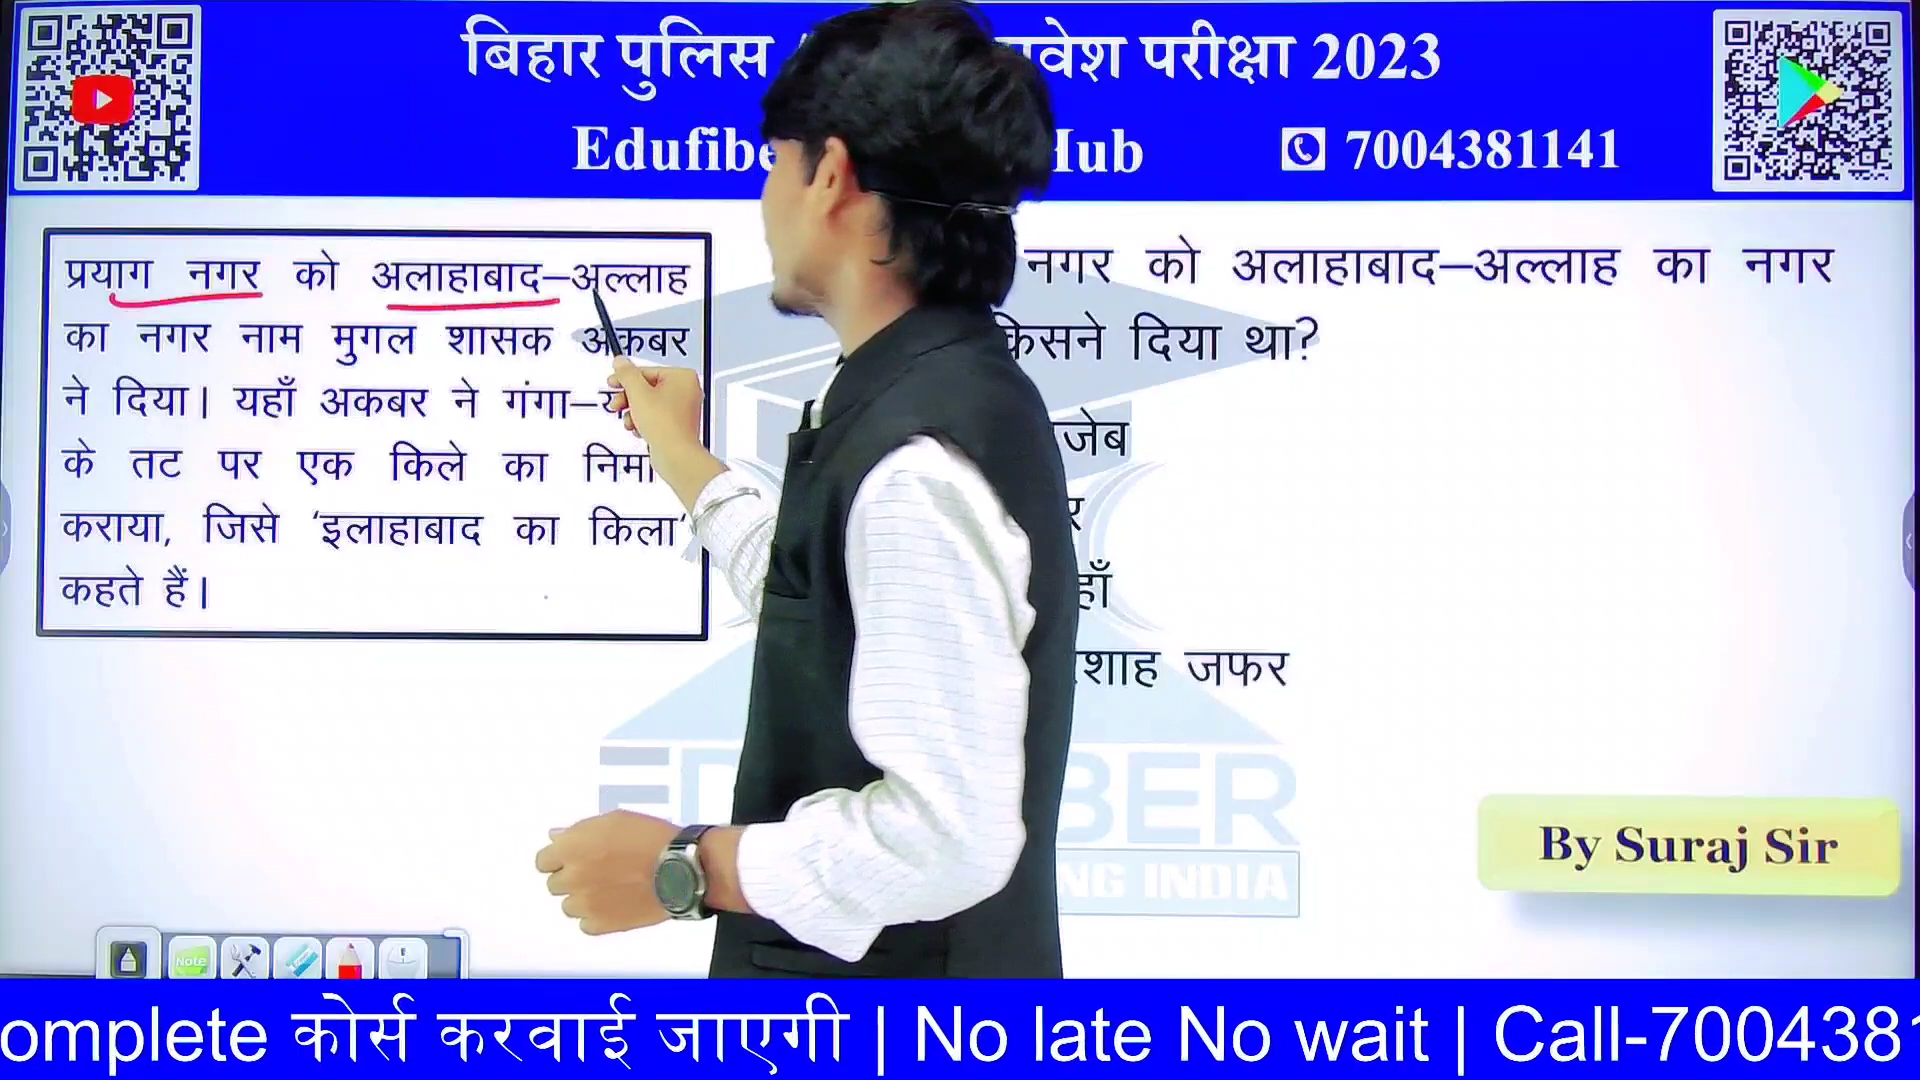 बिहार पुलिस वेश परीक्षा 2023
Edufibe Hub 7004381141
प्रयाग नगर को अलाहाबाद–अल्लाह
का नगर नाम मुगल शासक अकबर
ने दिया। यहाँ अकबर ने गंगा–य
के तट पर एक किले का निर्मा
कराया, जिसे ‘इलाहाबाद का किला’
कहते हैं।
नगर को अलाहाबाद–अल्लाह का नगर
किसने दिया था?
जेब
र
हाँ
शाह जफर
BER
NG INDIA
By Suraj Sir
Note
omplete कोर्स करवाई जाएगी | No late No wait | Call-7004381